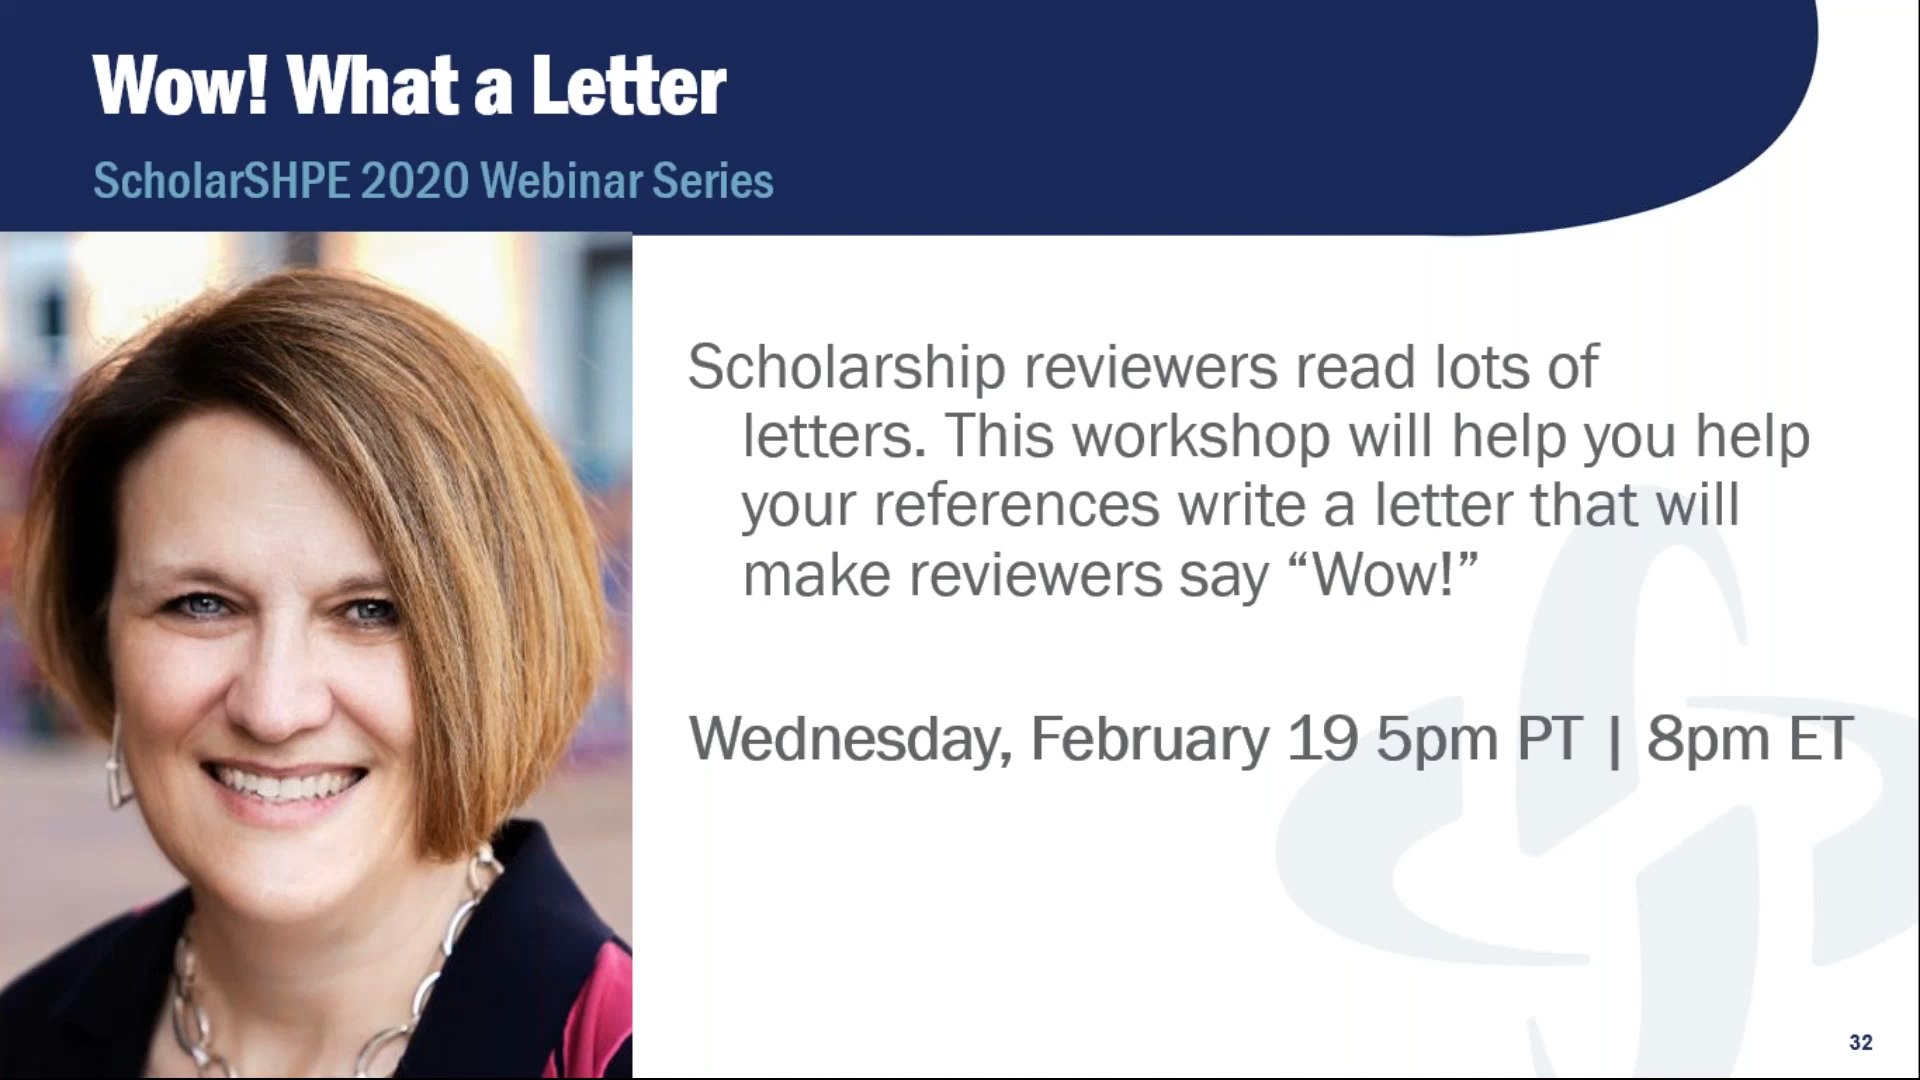 Wow! What a Letter
ScholarSHPE 2020 Webinar Series
Scholarship reviewers read lots of
letters. This workshop will help you help
your references write a letter that will
make reviewers say “Wow!”
Wednesday, February 19 5pm PT | 8pm ET
32